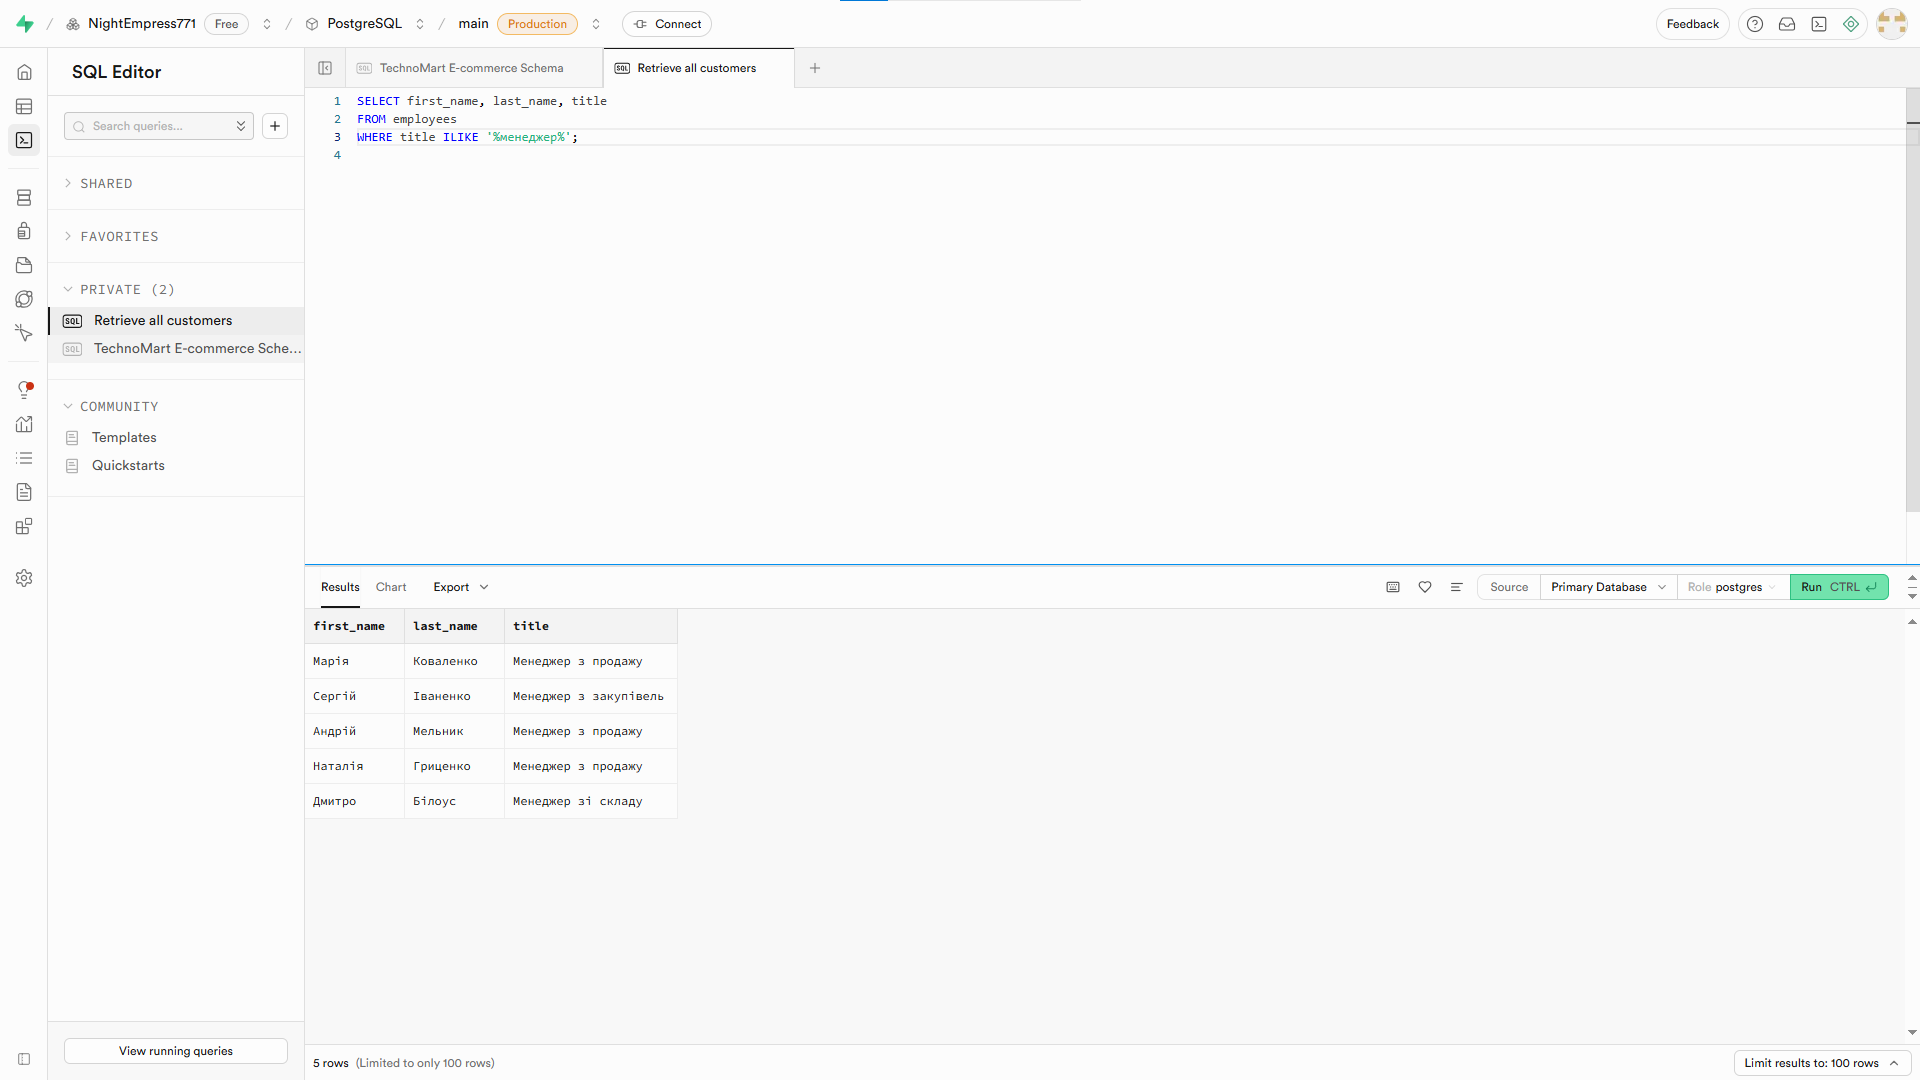 NightEmpress771 Free PostgreSQL main Production Connect Feedback
SQL Editor
TechnoMart E-commerce Schema Retrieve all customers
Search queries...
SHARED
FAVORITES
PRIVATE (2)
SQL Retrieve all customers
SQL TechnoMart E-commerce Sche...
COMMUNITY
Templates
Quickstarts
View running queries
1 SELECT first_name, last_name, title
2 FROM employees
3 WHERE title ILIKE '%менеджер%';
4
Results Chart Export Source Primary Database Role postgres Run CTRL
first_name last_name title
Марія Коваленко Менеджер з продажу
Сергій Іваненко Менеджер з закупівель
Андрій Мельник Менеджер з продажу
Наталія Гриценко Менеджер з продажу
Дмитро Білоус Менеджер зі складу
5 rows (Limited to only 100 rows) Limit results to: 100 rows